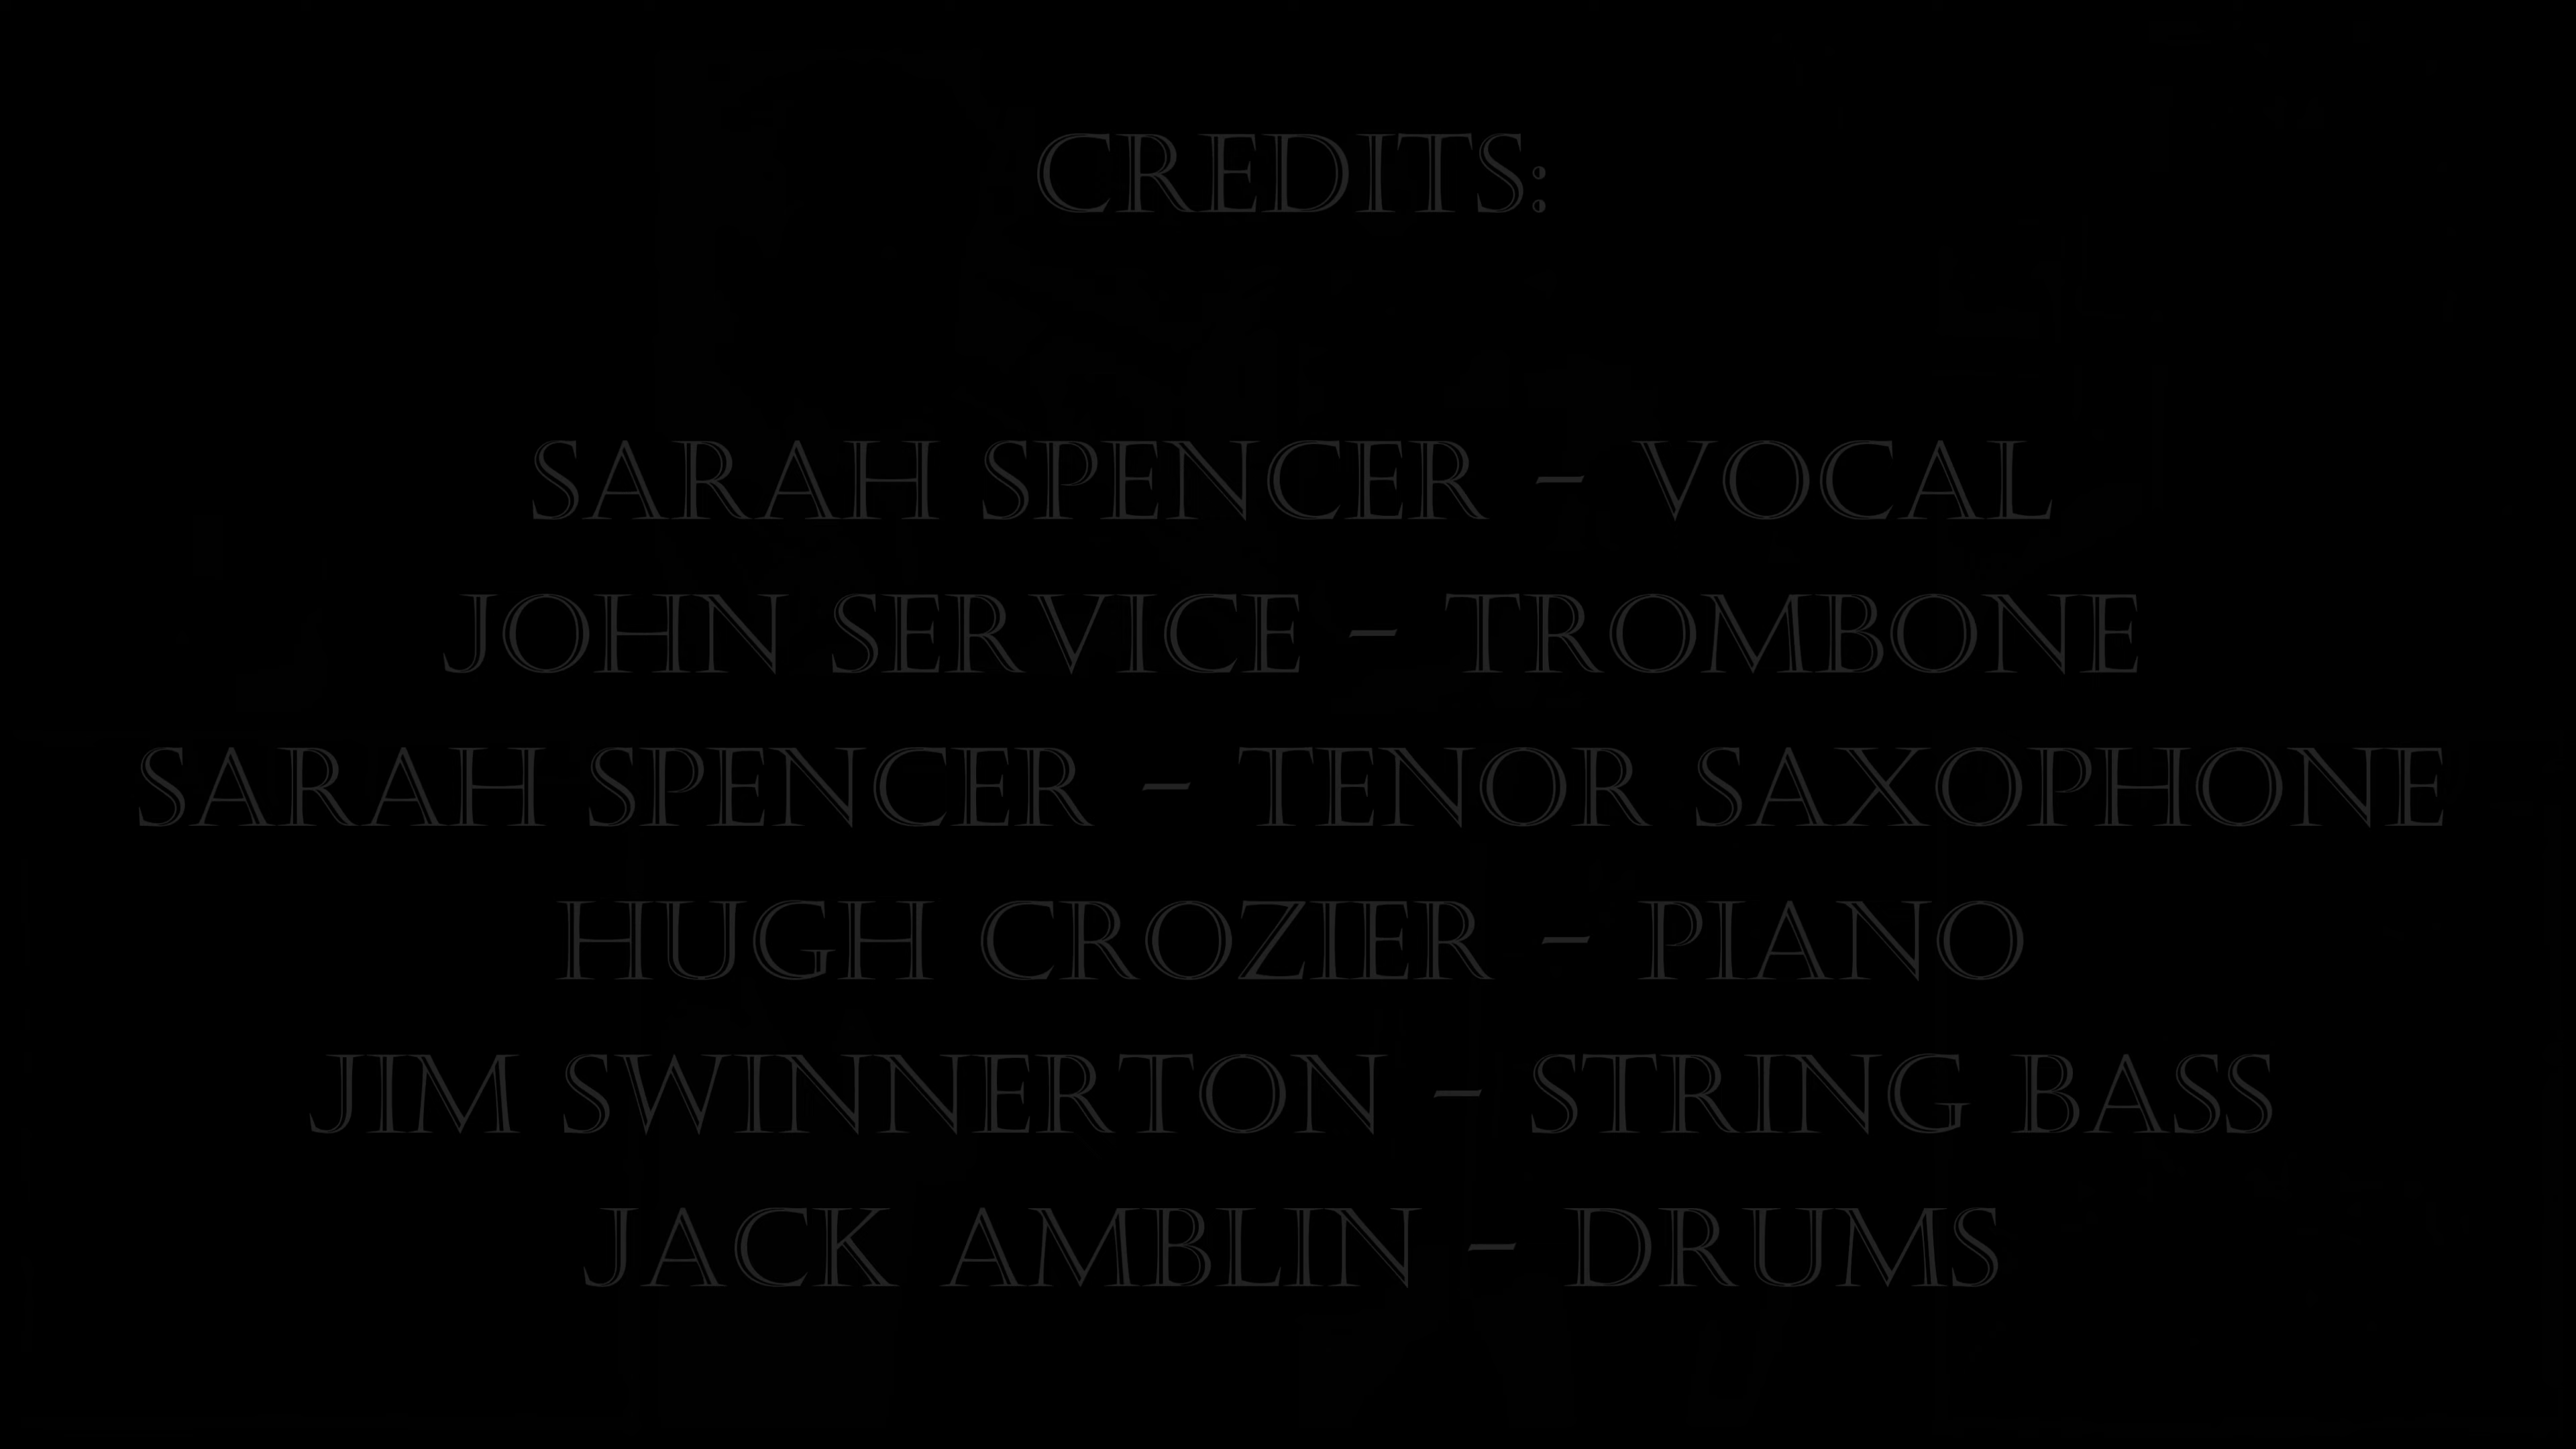 CREDITS:
SARAH SPENCER - VOCAL
JOHN SERVICE - TROMBONE
SARAH SPENCER - TENOR SAXOPHONE
HUGH CROZIER - PIANO
JIM SWINNERTON - STRING BASS
JACK AMBLIN - DRUMS